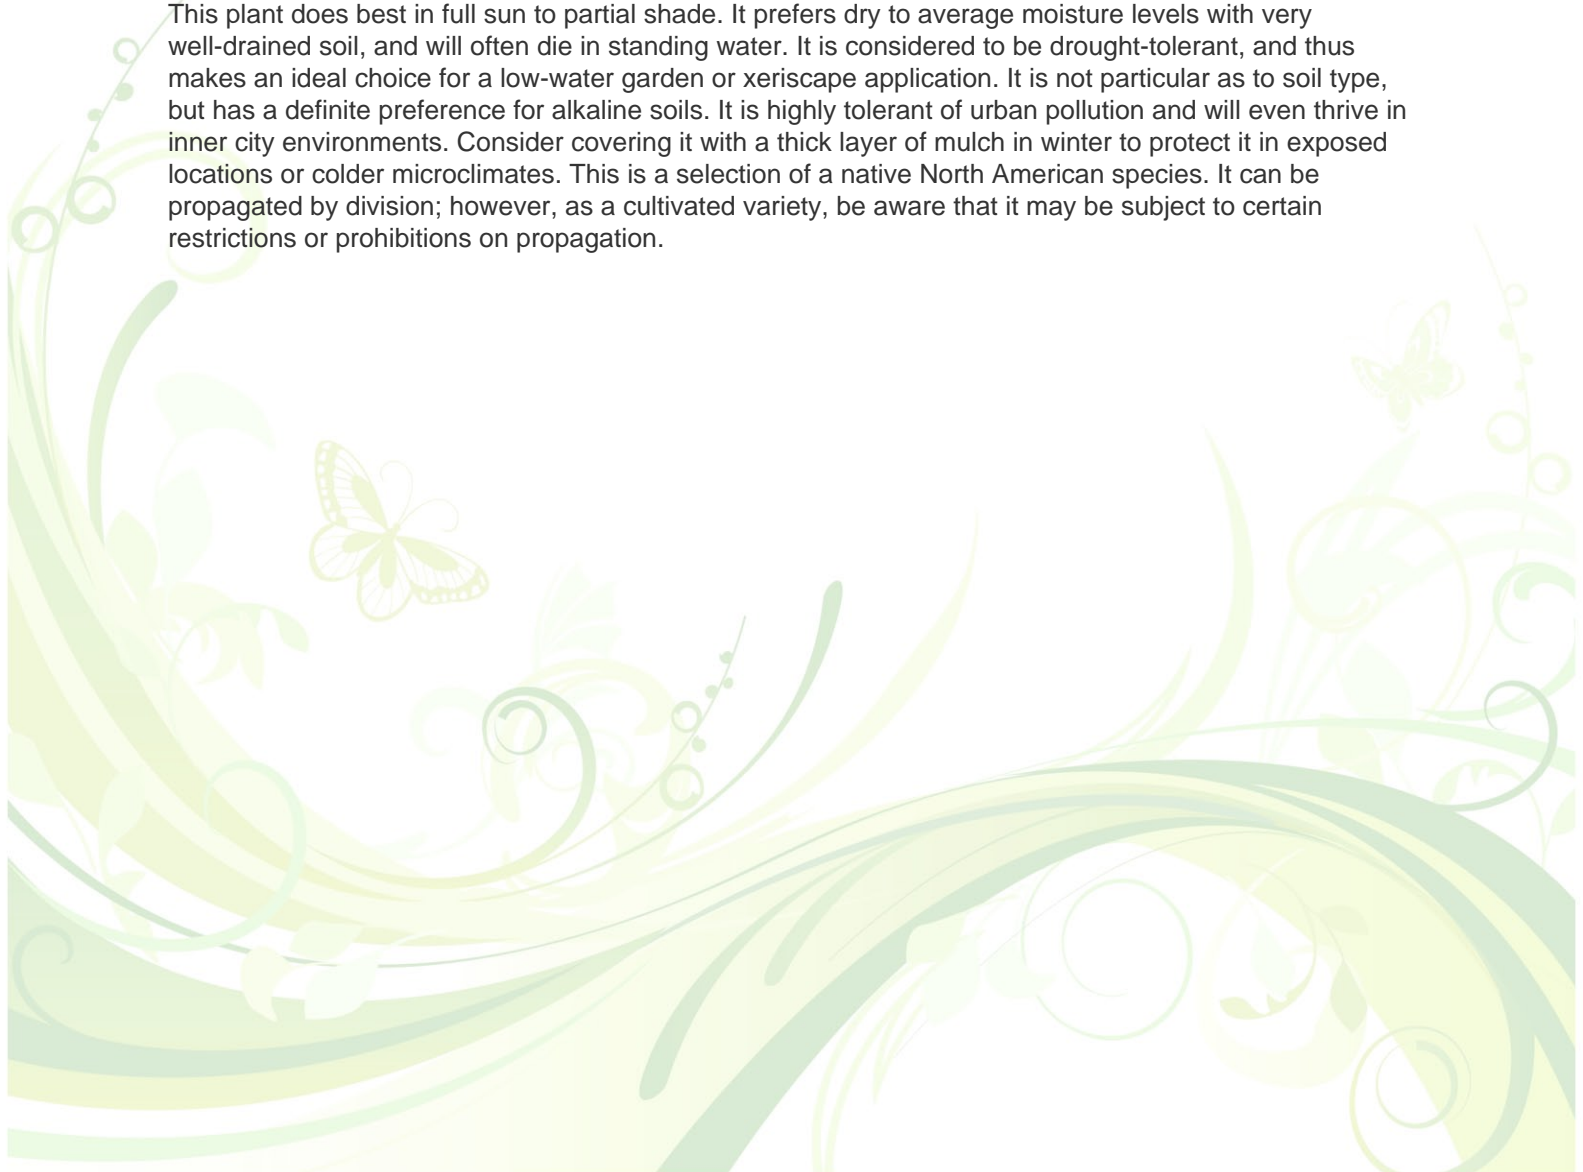 This plant does best in full sun to partial shade. It prefers dry to average moisture levels with very
well-drained soil, and will often die in standing water. It is considered to be drought-tolerant, and thus
makes an ideal choice for a low-water garden or xeriscape application. It is not particular as to soil type,
but has a definite preference for alkaline soils. It is highly tolerant of urban pollution and will even thrive in
inner city environments. Consider covering it with a thick layer of mulch in winter to protect it in exposed
locations or colder microclimates. This is a selection of a native North American species. It can be
propagated by division; however, as a cultivated variety, be aware that it may be subject to certain
restrictions or prohibitions on propagation.